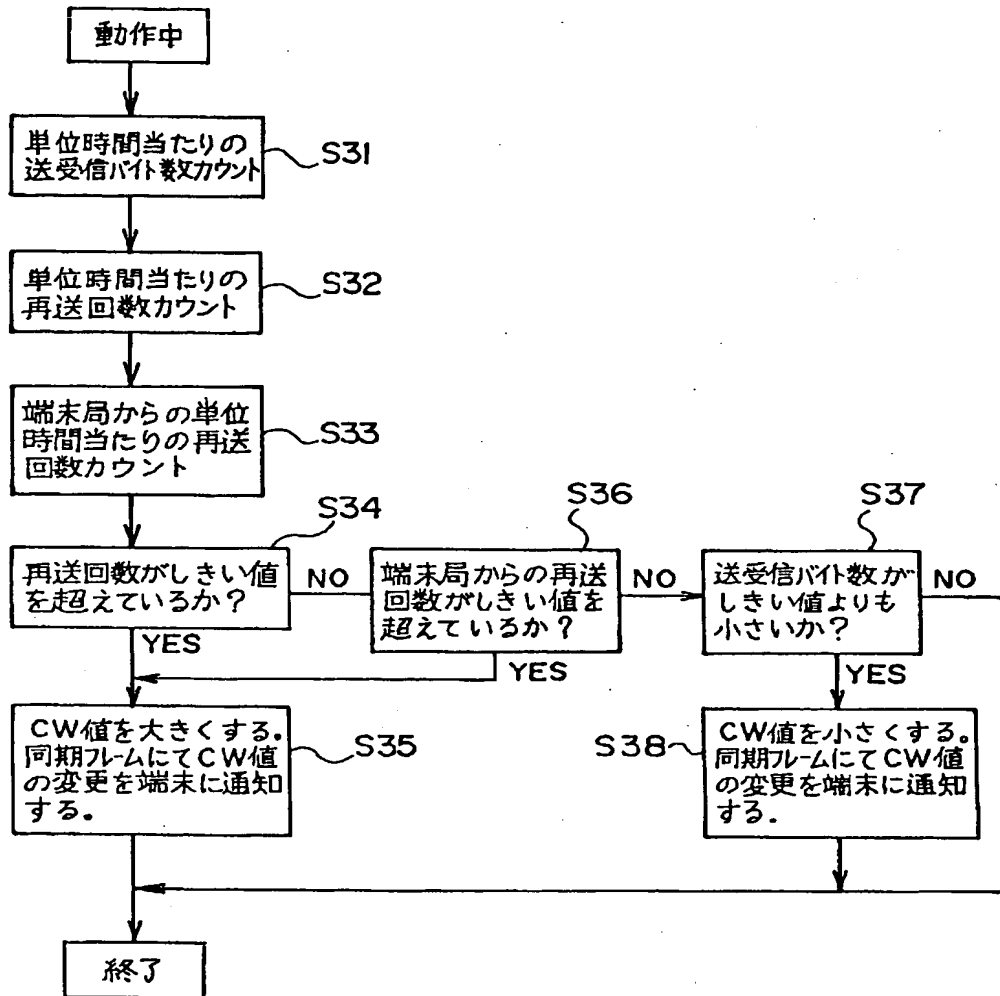 動作中
単位時間当たりの
送受信バイト数カウント
S31
単位時間当たりの
再送回数カウント
S32
端末局からの単位
時間当たりの再送
回数カウント
S33
S34
再送回数がしきい値
を超えているか?
NO
YES
S36
端末局からの再送
回数がしきい値を
超えているか?
NO
YES
S37
送受信バイト数が
しきい値よりも
小さいか?
NO
YES
CW値を大きくする。
同期フレームにてCW値
の変更を端末に通知
する。
S35
S38
CW値を小さくする。
同期フレームにてCW値
の変更を端末に通知
する.
終了